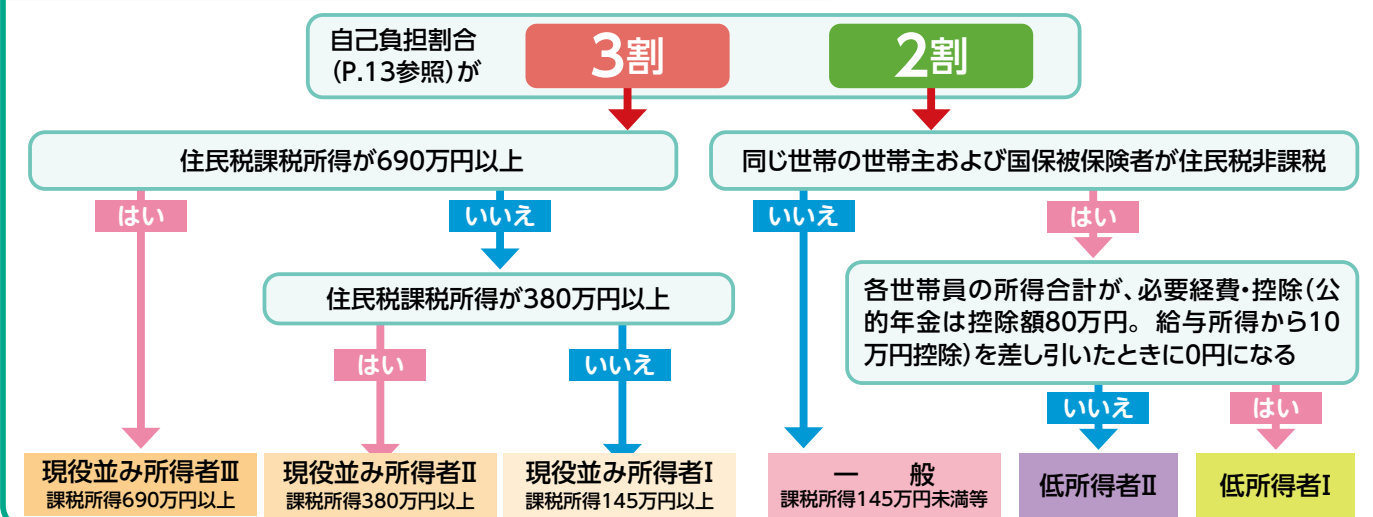 自己負担割合
(P.13参照)が
3割
2割
住民税課税所得が690万円以上
同じ世帯の世帯主および国保被保険者が住民税非課税
はい
いいえ
いいえ
はい
住民税課税所得が380万円以上
各世帯員の所得合計が、必要経費・控除(公
的年金は控除額80万円。給与所得から10
万円控除)を差し引いたときに0円になる
はい
いいえ
いいえ
はい
現役並み所得者Ⅲ
課税所得690万円以上
現役並み所得者Ⅱ
課税所得380万円以上
現役並み所得者Ⅰ
課税所得145万円以上
一 般
課税所得145万円未満等
低所得者Ⅱ
低所得者Ⅰ